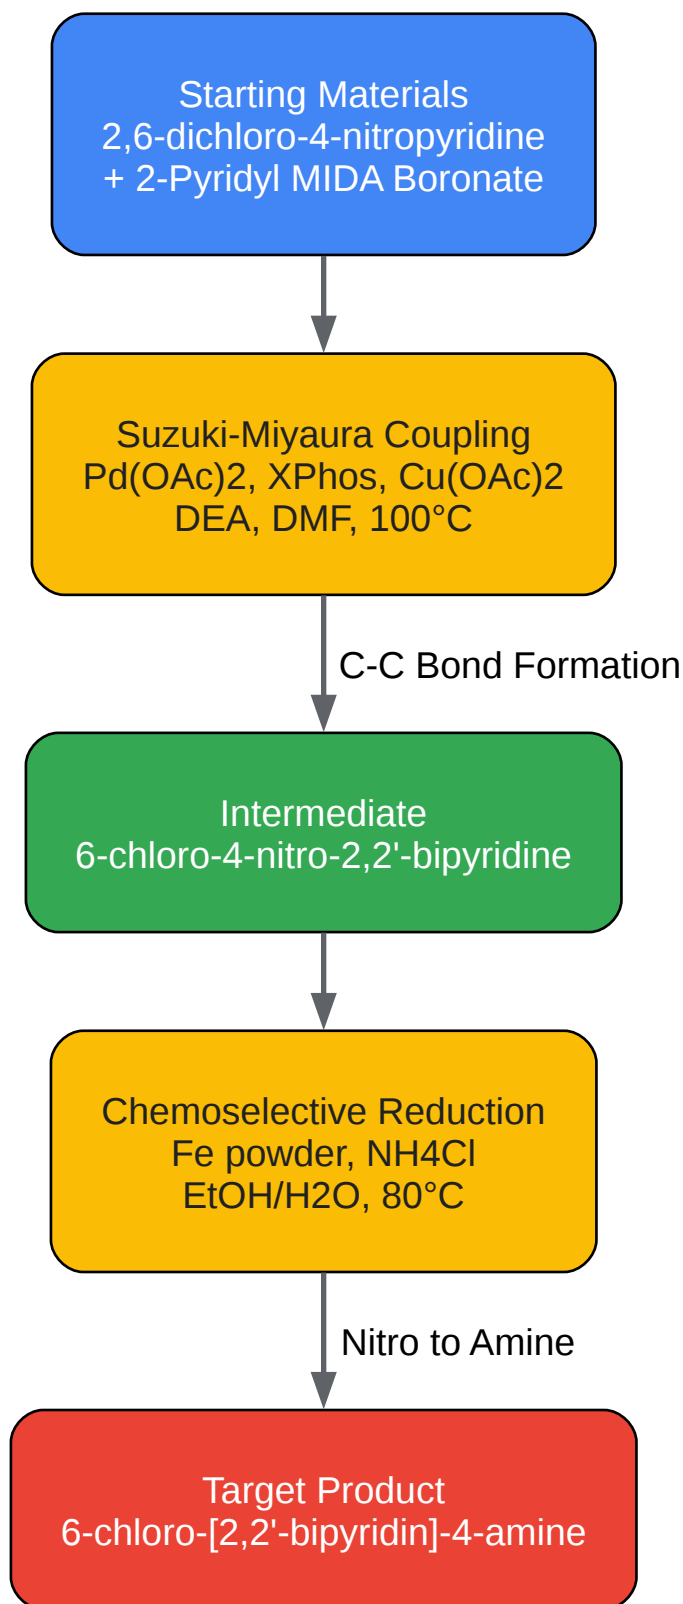 Starting Materials
2,6-dichloro-4-nitropyridine
+ 2-Pyridyl MIDA Boronate
Suzuki-Miyaura Coupling
Pd(OAc)2, XPhos, Cu(OAc)2
DEA, DMF, 100°C
C-C Bond Formation
Intermediate
6-chloro-4-nitro-2,2'-bipyridine
Chemoselective Reduction
Fe powder, NH4Cl
EtOH/H2O, 80°C
Nitro to Amine
Target Product
6-chloro-[2,2'-bipyridin]-4-amine